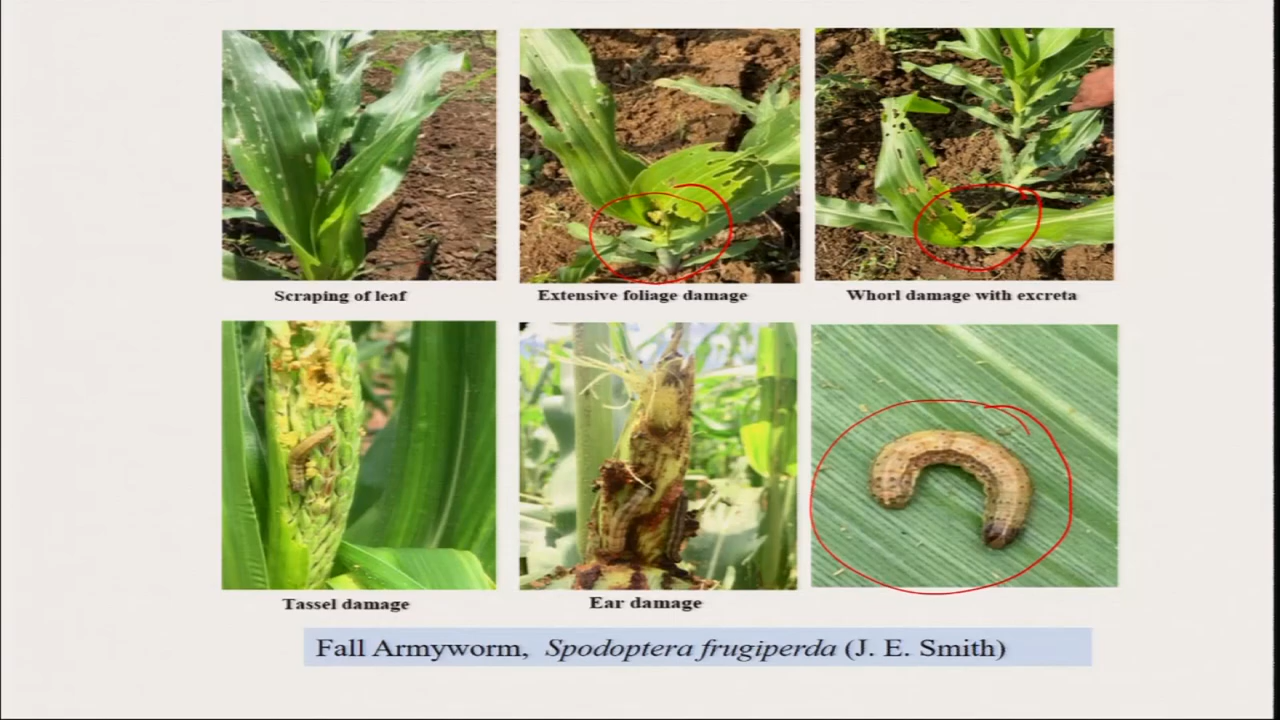 Scraping of leaf
Extensive foliage damage
Whorl damage with excreta
Tassel damage
Ear damage
Fall Armyworm, Spodoptera frugiperda (J. E. Smith)